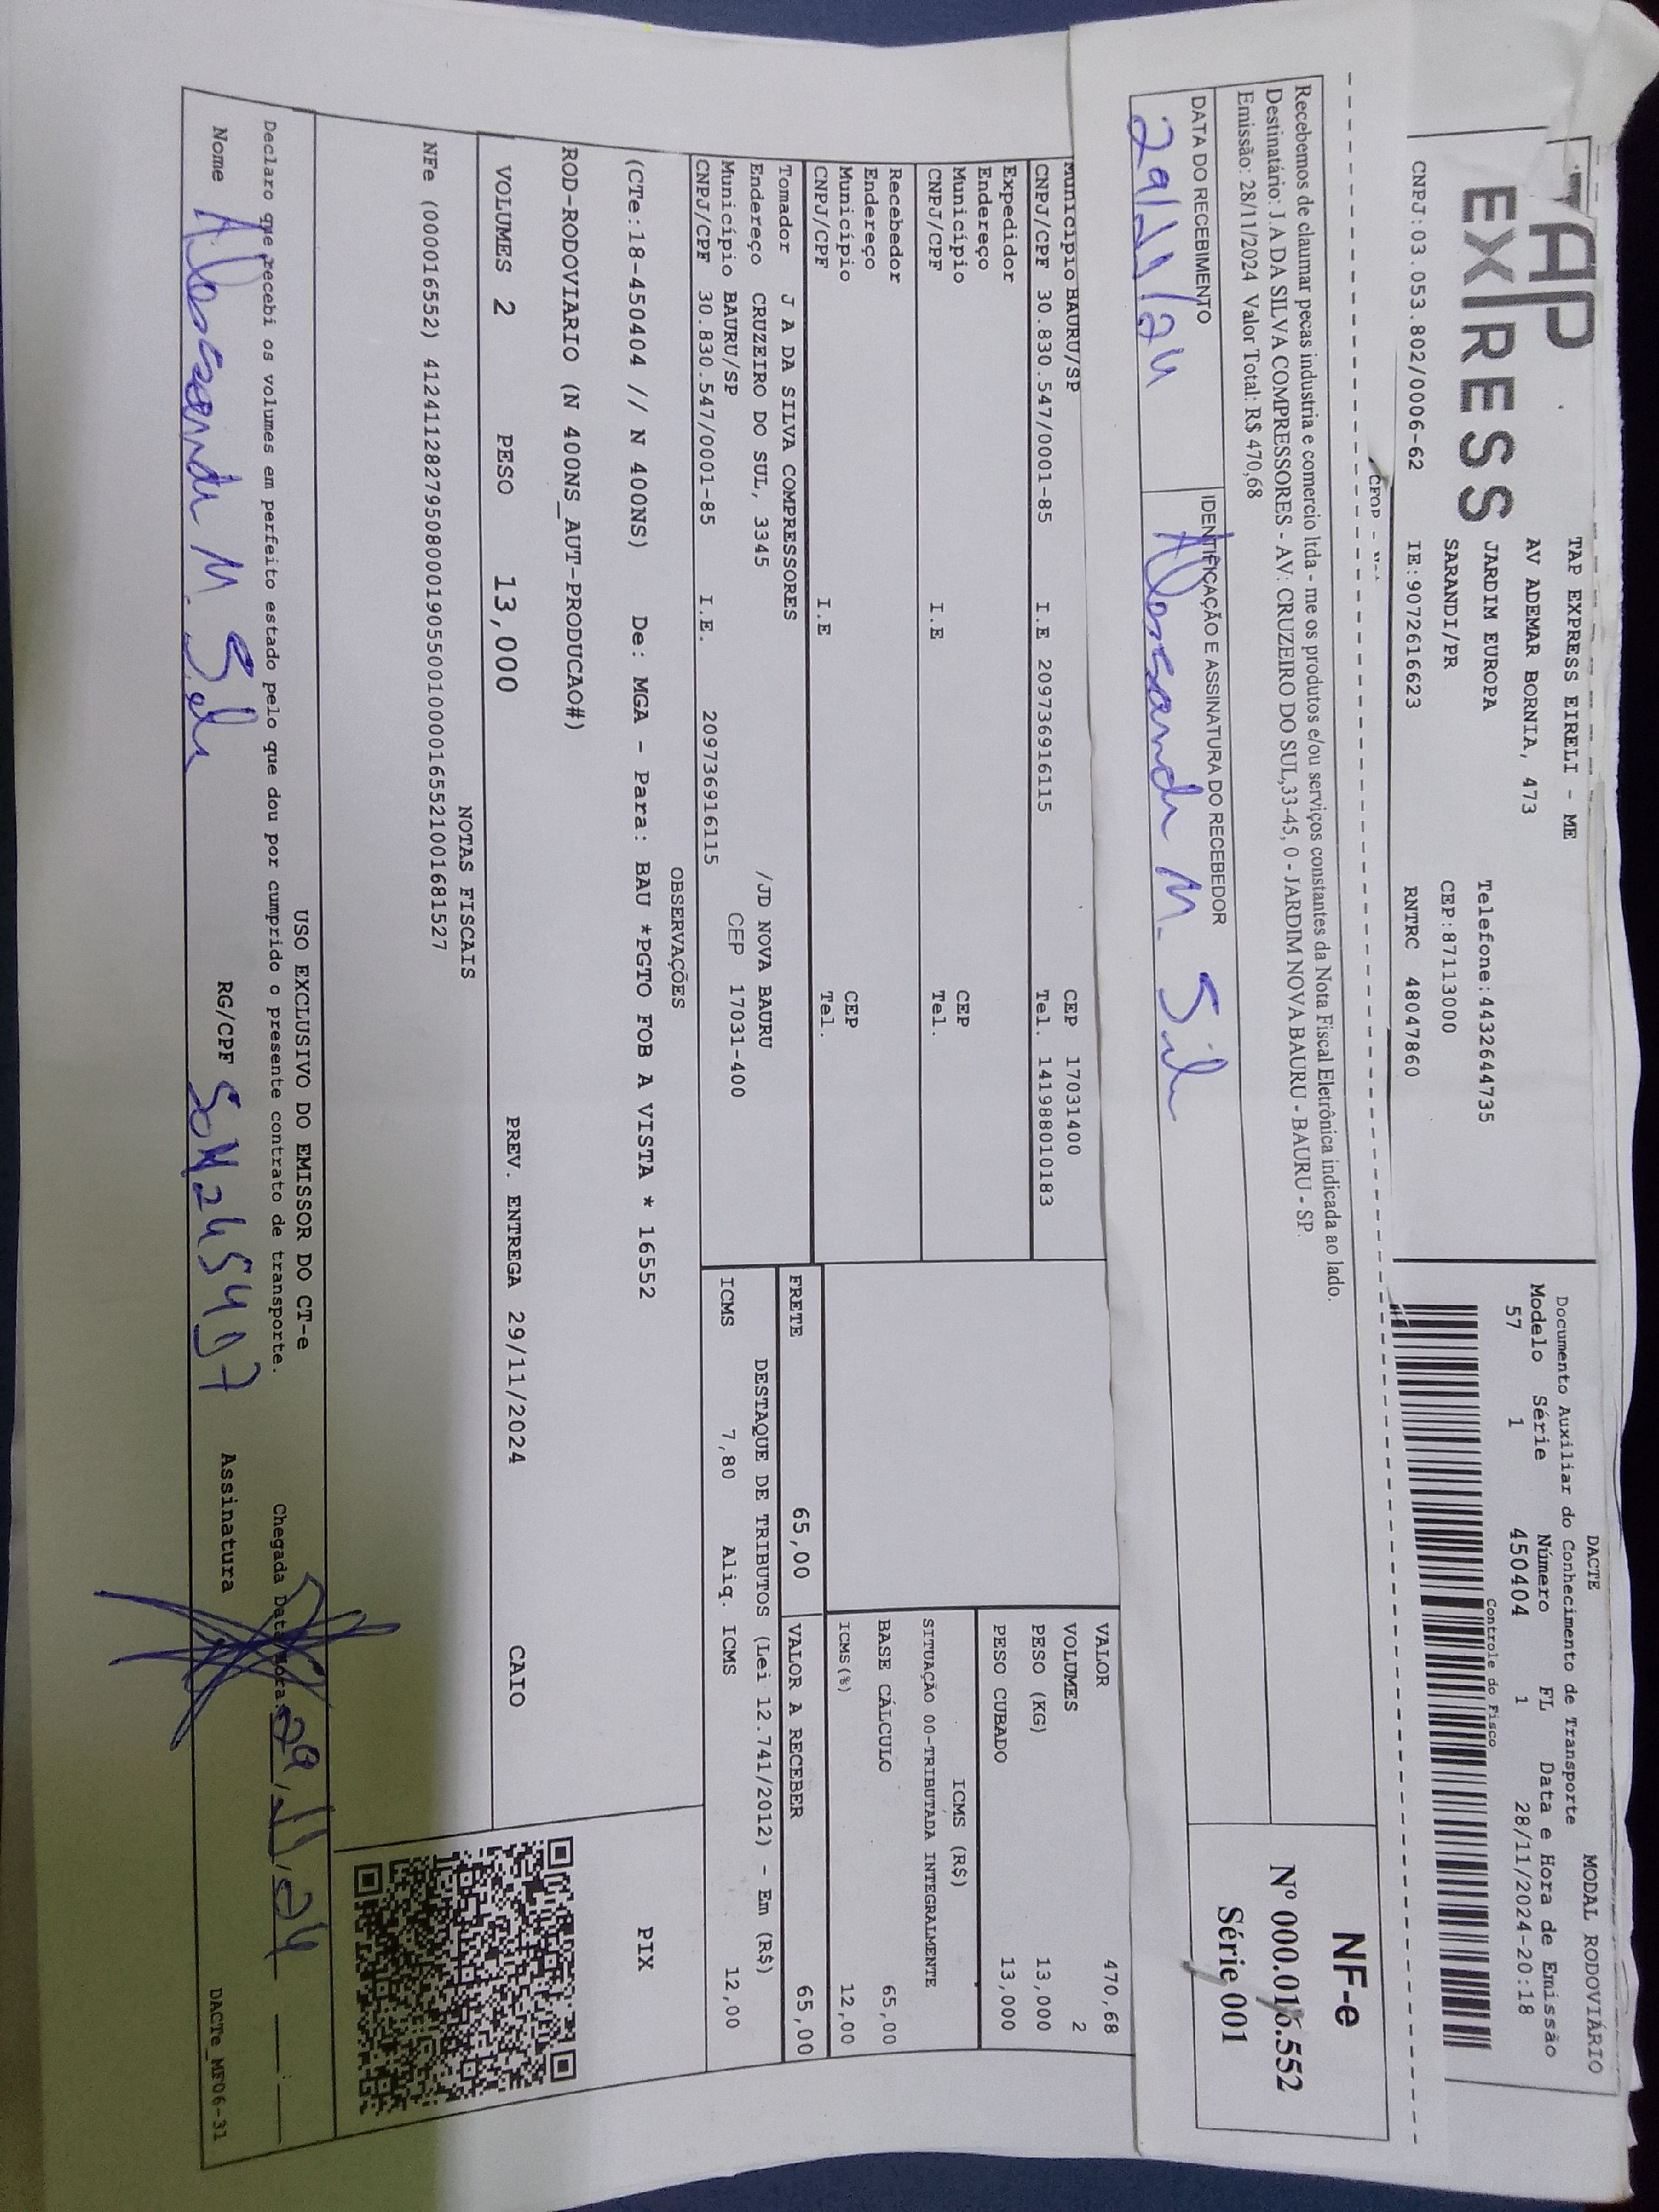 TAP
EXPRESS
TAP EXPRESS EIRELI - ME
AV ADEMAR BORNIA, 473
JARDIM EUROPA Telefone:4432644735
SARANDI/PR CEP:87113000
CNPJ:03.053.802/0006-62 IE:9072616623 RNTRC 48047860
DACTE MODAL RODOVIÁRIO
Documento Auxiliar do Conhecimento de Transporte
Modelo Série Número FL Data e Hora de Emissão
57 1 450404 1 28/11/2024-20:18
Controle do Fisco
CFOP -
Recebemos de claumar pecas industria e comercio ltda - me os produtos e/ou serviços constantes da Nota Fiscal Eletrônica indicada ao lado.
Destinatário: J.A DA SILVA COMPRESSORES - AV: CRUZEIRO DO SUL,33-45, 0 - JARDIM NOVA BAURU - BAURU - SP
Emissão: 28/11/2024 Valor Total: R$ 470,68
DATA DO RECEBIMENTO IDENTIFICAÇÃO E ASSINATURA DO RECEBEDOR
29/11/24 Alessandr M. Silv
NF-e
Nº 000.016.552
Série 001
Município BAURU/SP CEP 17031400
CNPJ/CPF 30.830.547/0001-85 I.E 209736916115 Tel. 14198801​0183
Expedidor
Endereço
Município CEP
CNPJ/CPF I.E Tel.
Recebedor
Endereço
Município CEP
CNPJ/CPF I.E Tel.
VALOR 470,68
VOLUMES 2
PESO (KG) 13,000
PESO CUBADO 13,000
ICMS (R$)
SITUAÇÃO 00-TRIBUTADA INTEGRALMENTE
BASE CÁLCULO 65,00
ICMS(%) 12,00
Tomador J A DA SILVA COMPRESSORES
Endereço CRUZEIRO DO SUL, 3345 /JD NOVA BAURU
Município BAURU/SP CEP 17031-400
CNPJ/CPF 30.830.547/0001-85 I.E. 209736916115
FRETE 65,00 VALOR A RECEBER 65,00
DESTAQUE DE TRIBUTOS (Lei 12.741/2012) - Em (R$)
ICMS 7,80 Aliq. ICMS 12,00
OBSERVAÇÕES
(CTe:18-450404 // N 400NS) De: MGA - Para: BAU *PGTO FOB A VISTA * 16552
ROD-RODOVIARIO (N 400NS_AUT-PRODUCAO#)
PIX
VOLUMES 2 PESO 13,000 PREV. ENTREGA 29/11/2024 CAIO
NOTAS FISCAIS
NFe (000016552) 41241128279508000190550010000165521001681527
USO EXCLUSIVO DO EMISSOR DO CT-e
Declaro que recebi os volumes em perfeito estado pelo que dou por cumprido o presente contrato de transporte. Chegada Data/Hora: 29/11/24
Nome Alessandr M. Silv RG/CPF Assinatura
DACTe_MF06-31